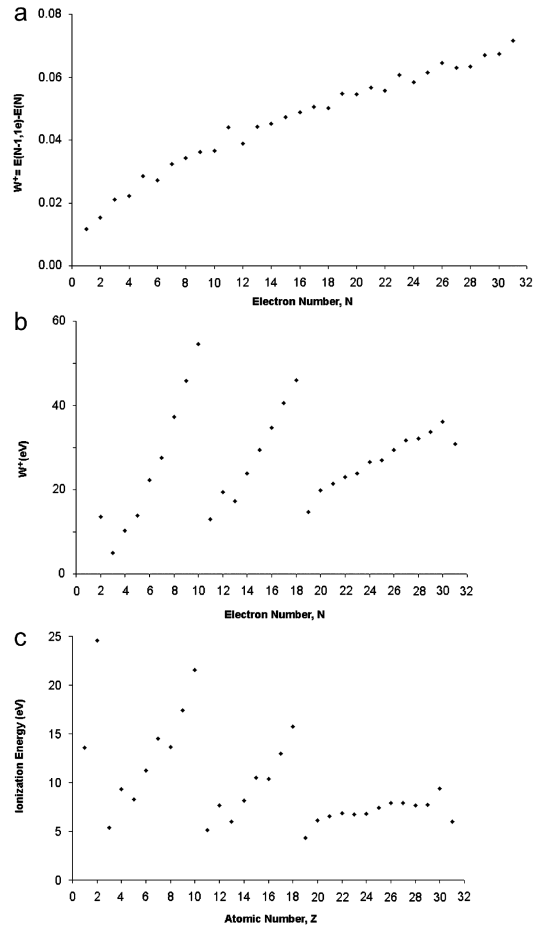 a
0.08
0.06
0.04
0.02
0.00
W⁺= E(N-1,1e)-E(N)
0 2 4 6 8 10 12 14 16 18 20 22 24 26 28 30 32
Electron Number, N
b
60
40
20
0
W⁺(eV)
0 2 4 6 8 10 12 14 16 18 20 22 24 26 28 30 32
Electron Number, N
c
25
20
15
10
5
0
Ionization Energy (eV)
0 2 4 6 8 10 12 14 16 18 20 22 24 26 28 30 32
Atomic Number, Z